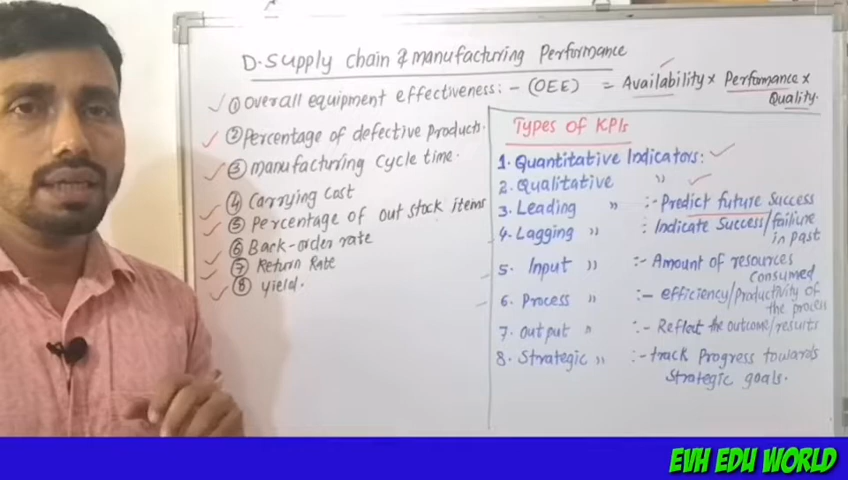 D. Supply chain & manufacturing Performance
① Overall equipment effectiveness: - (OEE) = Availability x Performance x
Quality.
② Percentage of defective Products.
③ manufacturing Cycle time.
④ Carrying Cost
⑤ Percentage of out stock items
⑥ Back-order rate
⑦ Return Rate
⑧ Yield.
Types of KPIs
1. Quantitative Indicators:
2. Qualitative "
3. Leading " :- Predict future Success
4. Lagging " : Indicate Success/failure
in past
5. Input " :- Amount of resources
Consumed
6. Process " :- efficiency/Productivity of
the process
7. output " :- Reflect the outcome/results
8. Strategic " :- track Progress towards
Strategic goals.
EVH EDU WORLD